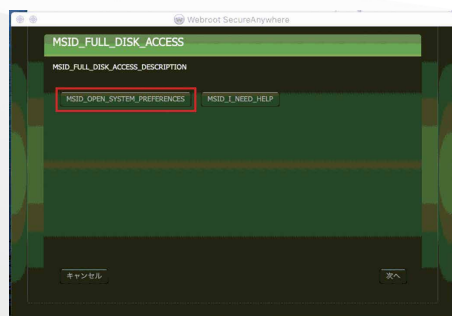 Webroot SecureAnywhere
MSID_FULL_DISK_ACCESS
MSID_FULL_DISK_ACCESS_DESCRIPTION
MSID_OPEN_SYSTEM_PREFERENCES MSID_I_NEED_HELP
キャンセル 次へ